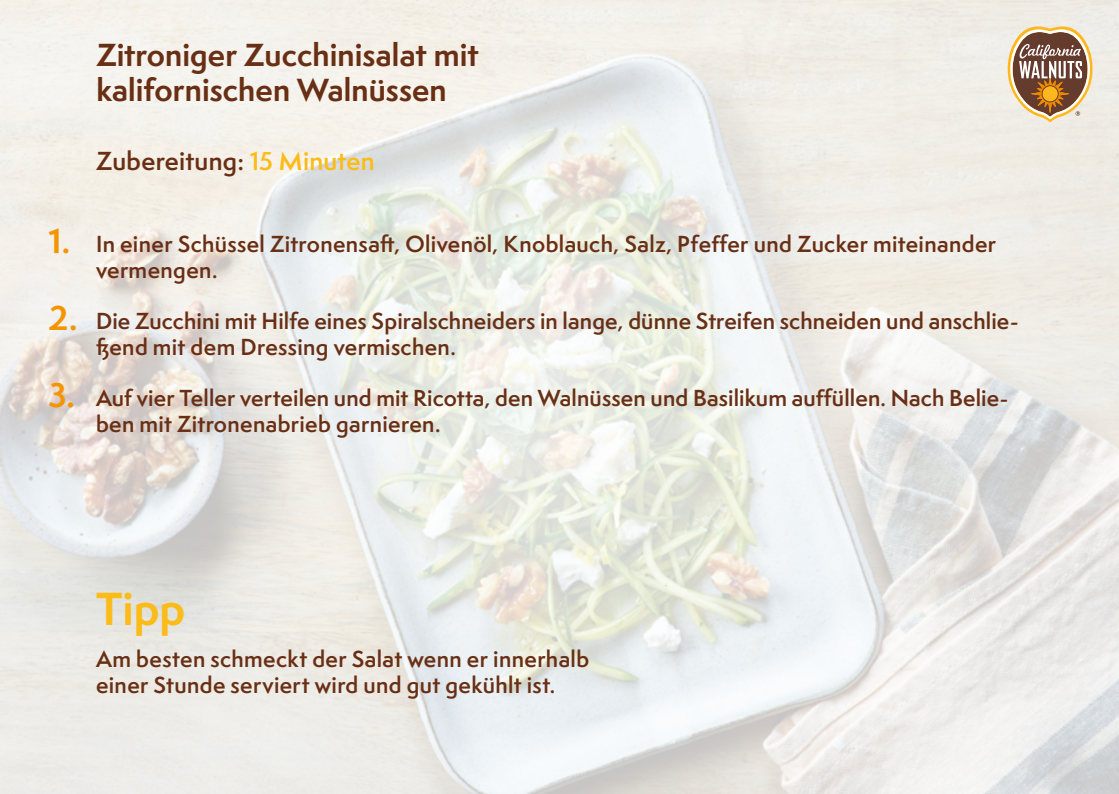 Zitroniger Zucchinisalat mit
kalifornischen Walnüssen
California
WALNUTS
®
Zubereitung: 15 Minuten
1. In einer Schüssel Zitronensaft, Olivenöl, Knoblauch, Salz, Pfeffer und Zucker miteinander
vermengen.
2. Die Zucchini mit Hilfe eines Spiralschneiders in lange, dünne Streifen schneiden und anschlie-
ßend mit dem Dressing vermischen.
3. Auf vier Teller verteilen und mit Ricotta, den Walnüssen und Basilikum auffüllen. Nach Belie-
ben mit Zitronenabrieb garnieren.
Tipp
Am besten schmeckt der Salat wenn er innerhalb
einer Stunde serviert wird und gut gekühlt ist.